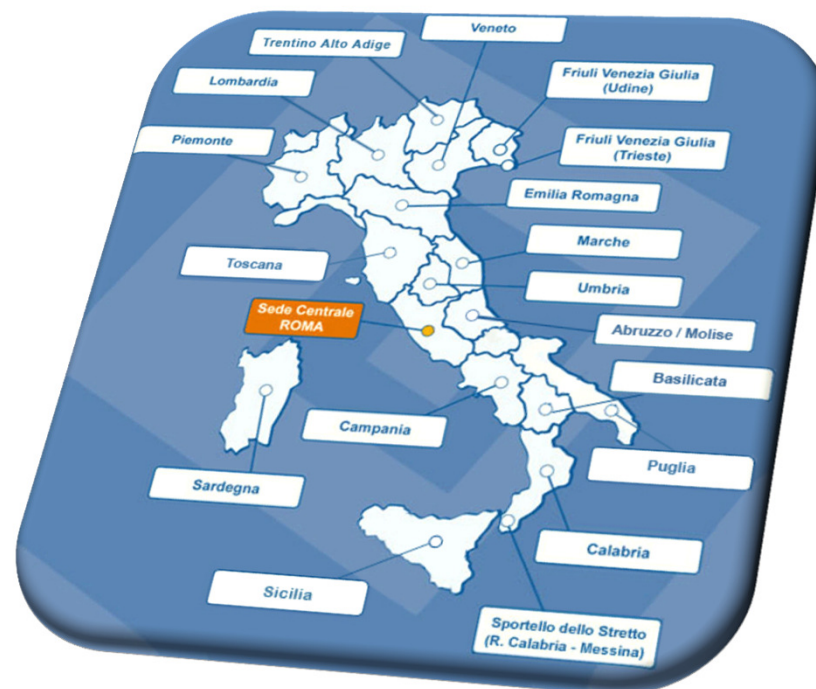 Veneto
Trentino Alto Adige
Lombardia
Friuli Venezia Giulia
(Udine)
Piemonte
Friuli Venezia Giulia
(Trieste)
Emilia Romagna
Marche
Toscana
Umbria
Sede Centrale
ROMA
Abruzzo / Molise
Basilicata
Campania
Puglia
Sardegna
Calabria
Sicilia
Sportello dello Stretto
(R. Calabria - Messina)